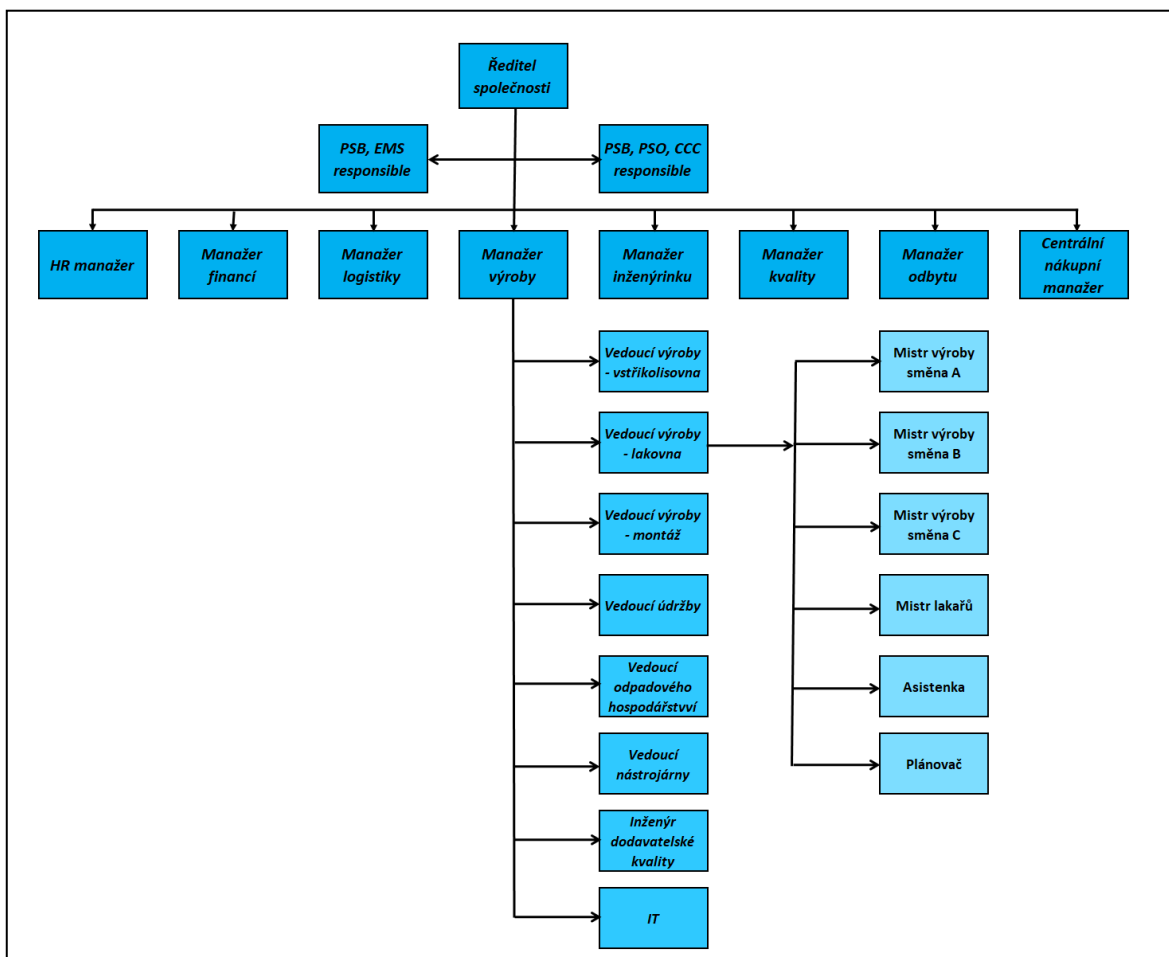 Ředitel
společnosti
PSB, EMS
responsible
PSB, PSO, CCC
responsible
HR manažer
Manažer
financí
Manažer
logistiky
Manažer
výroby
Manažer
inženýrinku
Manažer
kvality
Manažer
odbytu
Centrální
nákupní
manažer
Vedoucí výroby
- vstřikolisovna
Mistr výroby
směna A
Vedoucí výroby
- lakovna
Mistr výroby
směna B
Vedoucí výroby
- montáž
Mistr výroby
směna C
Vedoucí údržby
Mistr lakařů
Vedoucí
odpadového
hospodářstvví
Asistenka
Vedoucí
nástrojárny
Plánovač
Inženýr
dodavatelské
kvality
IT